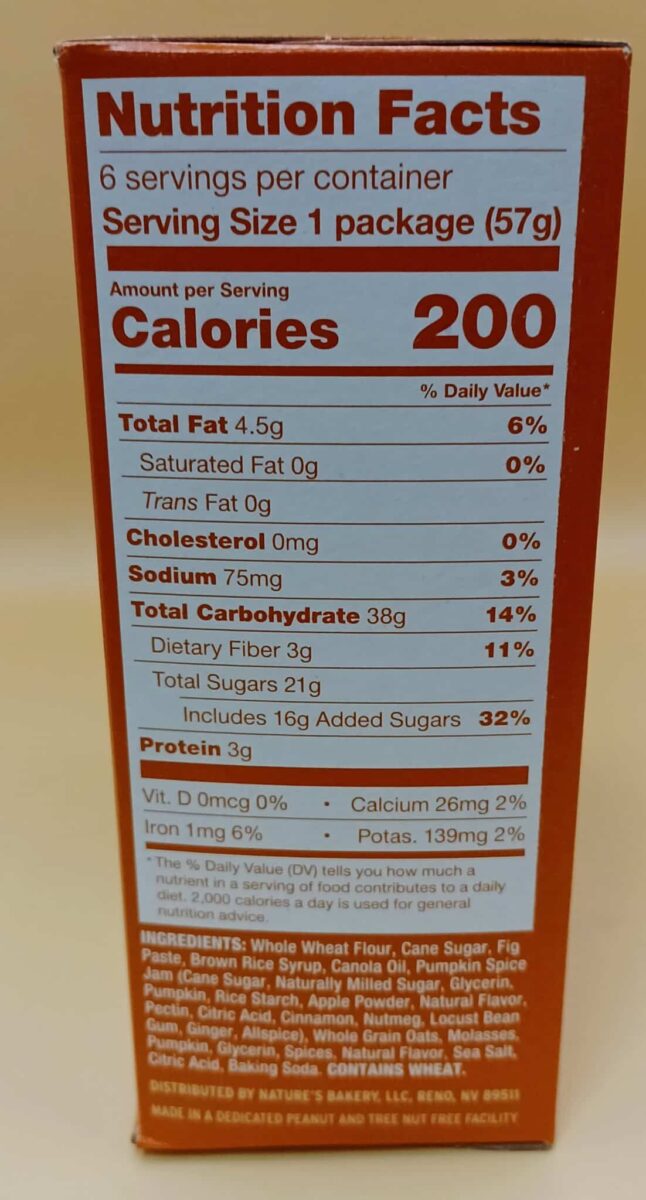 Nutrition Facts
6 servings per container
Serving Size 1 package (57g)
Amount per Serving
Calories 200
% Daily Value*
Total Fat 4.5g 6%
Saturated Fat 0g 0%
Trans Fat 0g
Cholesterol 0mg 0%
Sodium 75mg 3%
Total Carbohydrate 38g 14%
Dietary Fiber 3g 11%
Total Sugars 21g
Includes 16g Added Sugars 32%
Protein 3g
Vit. D 0mcg 0% • Calcium 26mg 2%
Iron 1mg 6% • Potas. 139mg 2%
*The % Daily Value (DV) tells you how much a
nutrient in a serving of food contributes to a daily
diet. 2,000 calories a day is used for general
nutrition advice.
INGREDIENTS: Whole Wheat Flour, Cane Sugar, Fig
Paste, Brown Rice Syrup, Canola Oil, Pumpkin Spice
Jam (Cane Sugar, Naturally Milled Sugar, Glycerin,
Pumpkin, Rice Starch, Apple Powder, Natural Flavor,
Pectin, Citric Acid, Cinnamon, Nutmeg, Locust Bean
Gum, Ginger, Allspice), Whole Grain Oats, Molasses,
Pumpkin, Glycerin, Spices, Natural Flavor, Sea Salt,
Citric Acid, Baking Soda. CONTAINS WHEAT.
DISTRIBUTED BY NATURE'S BAKERY, LLC, RENO, NV 89511
MADE IN A DEDICATED PEANUT AND TREE NUT FREE FACILITY